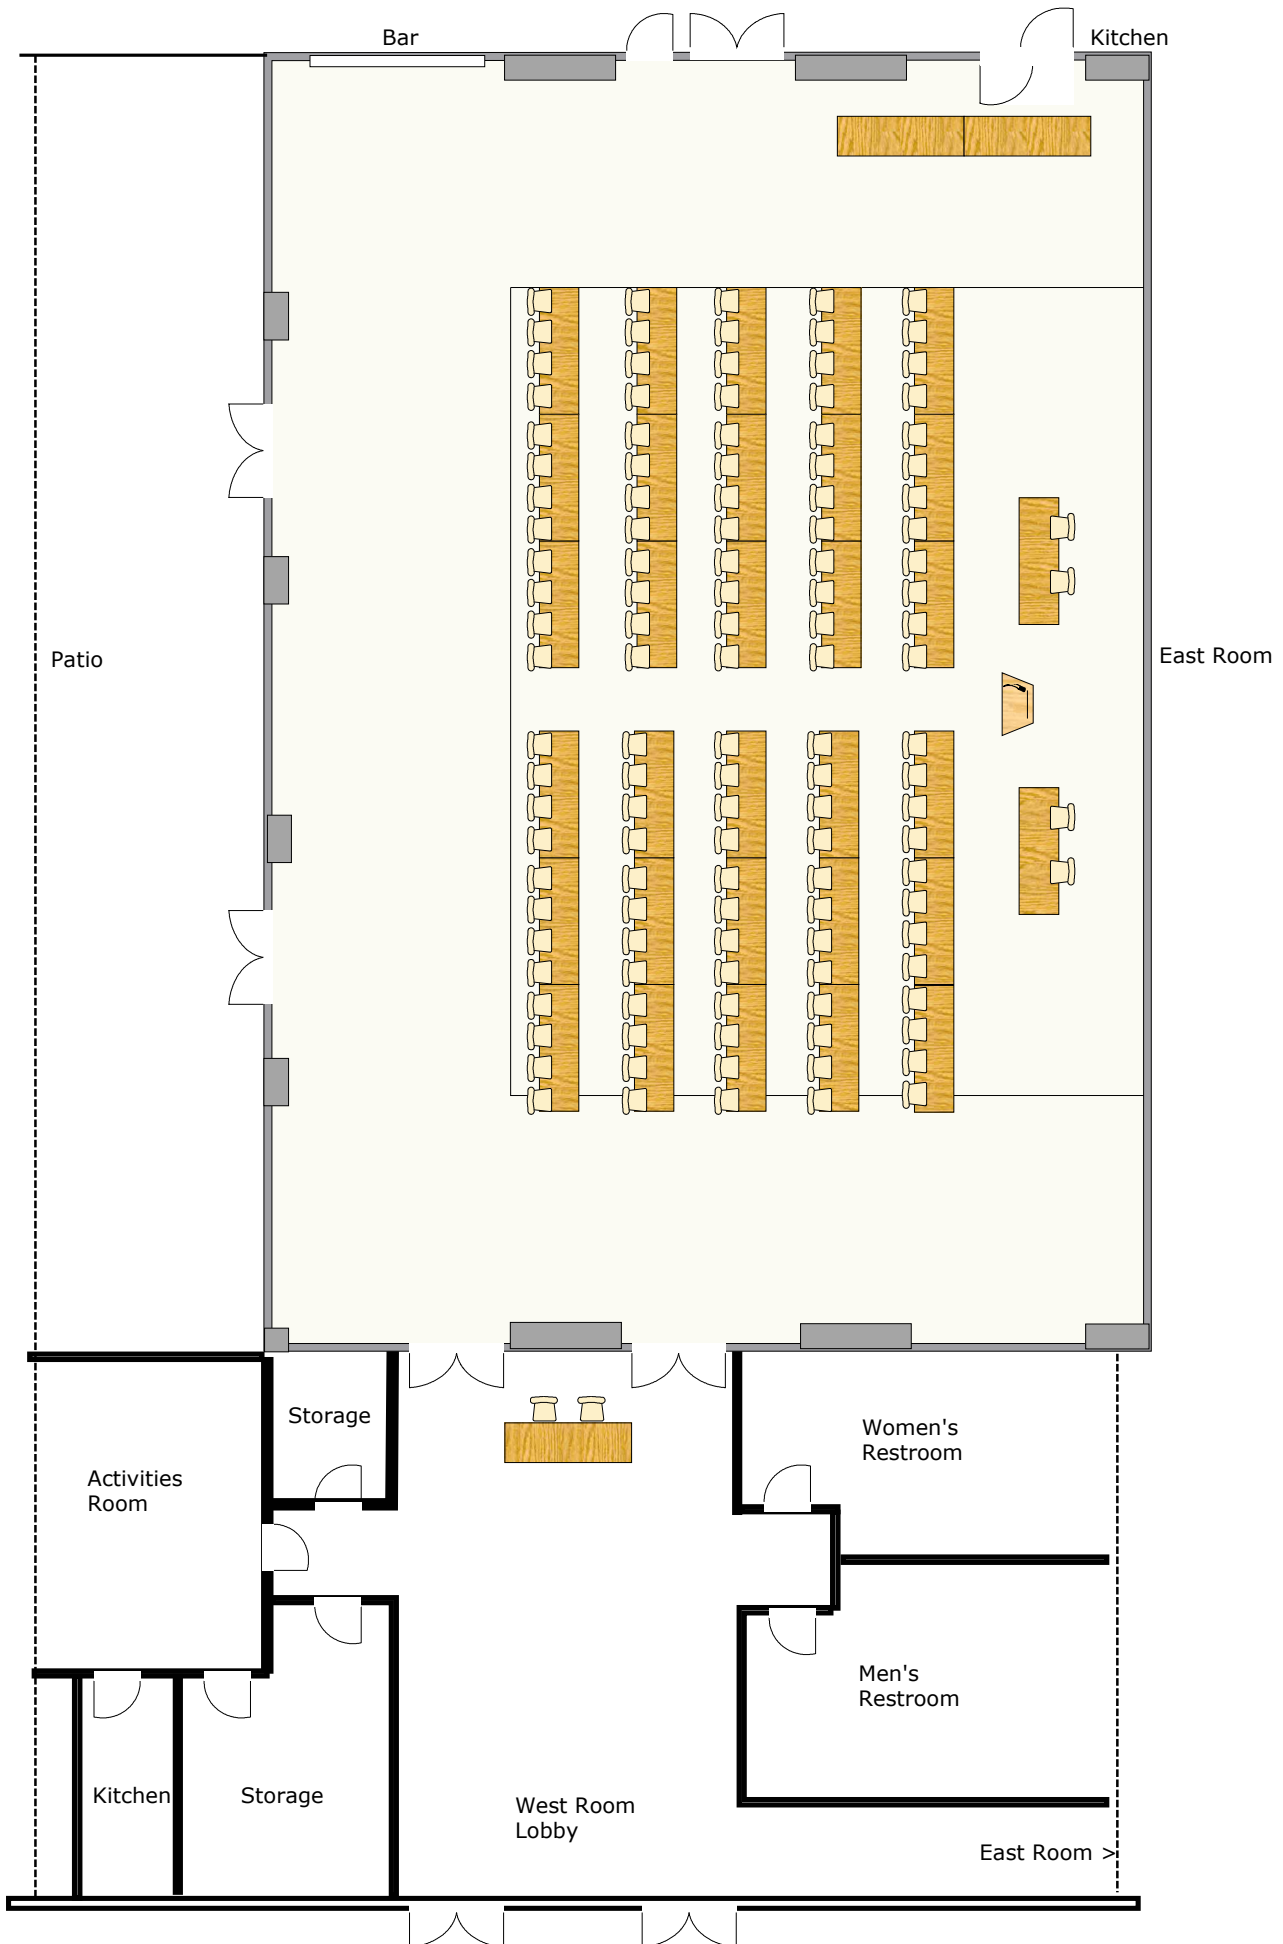 Bar
Kitchen
Patio
East Room
Storage
Women's
Restroom
Activities
Room
Men's
Restroom
Kitchen
Storage
West Room
Lobby
East Room >